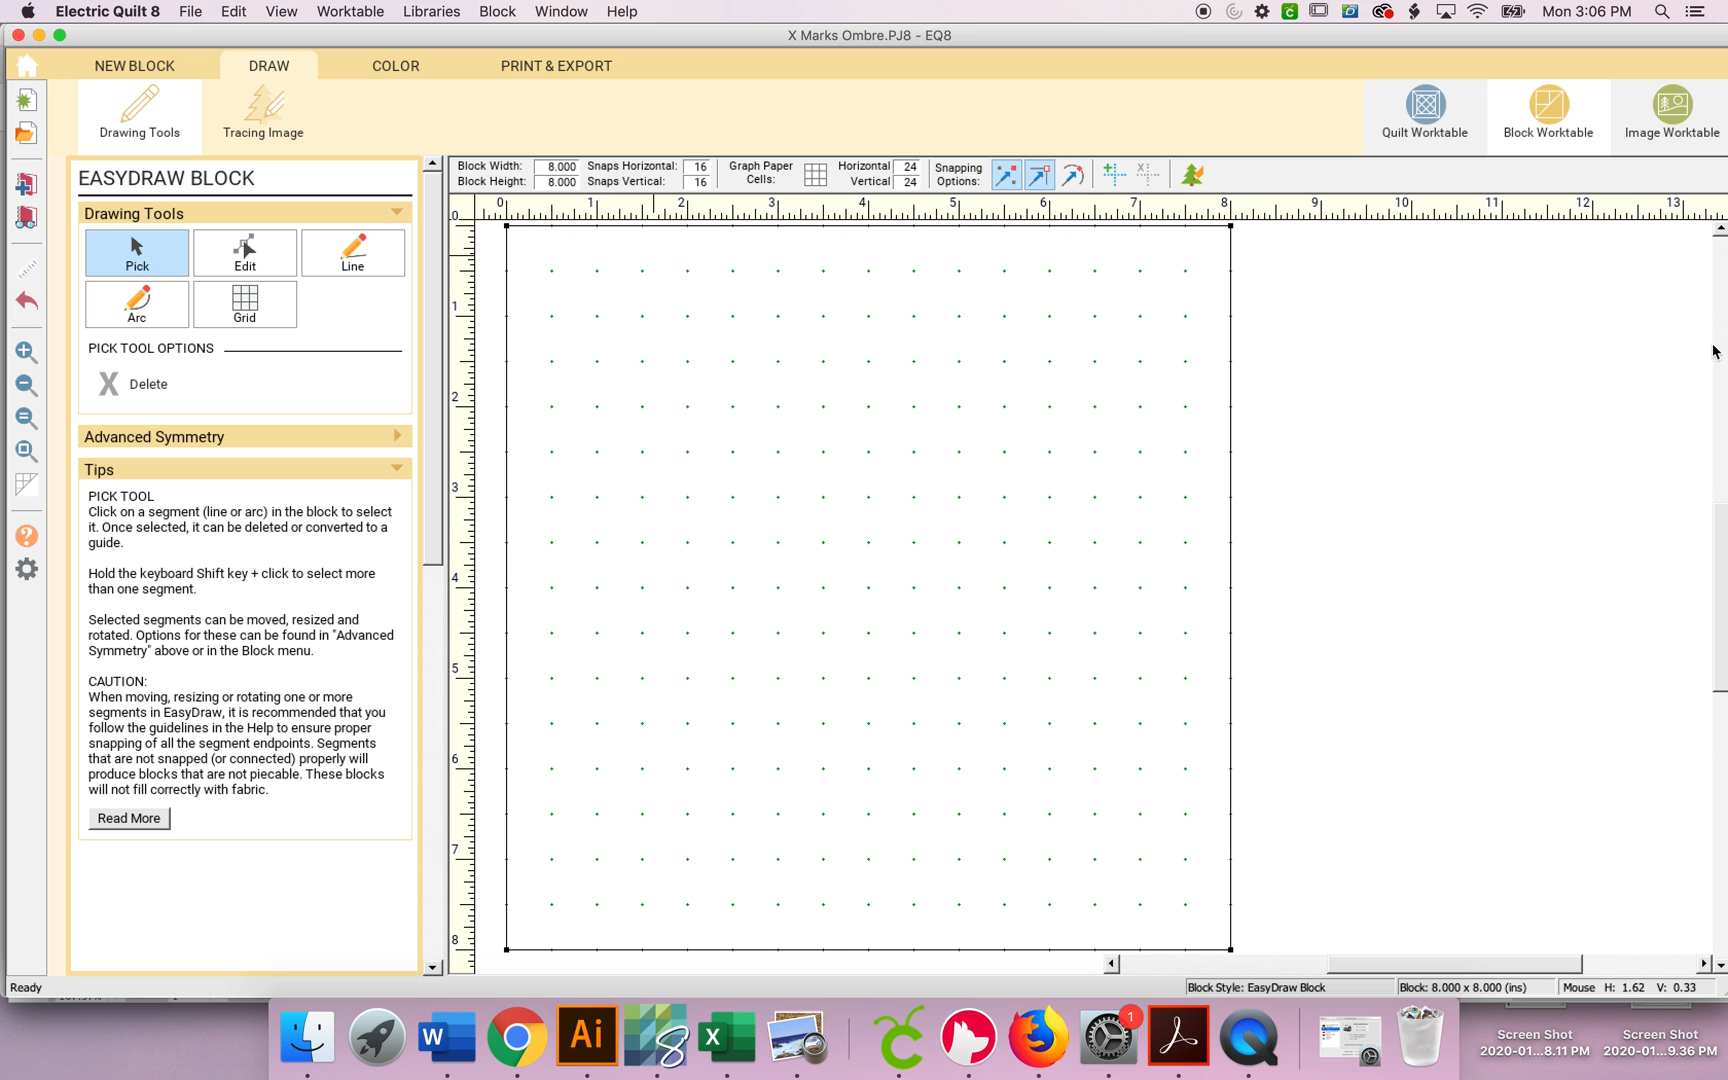 Electric Quilt 8 File Edit View Worktable Libraries Block Window Help Mon 3:06 PM
X Marks Ombre.PJ8 - EQ8
NEW BLOCK DRAW COLOR PRINT & EXPORT
Drawing Tools Tracing Image Quilt Worktable Block Worktable Image Worktable
EASYDRAW BLOCK
Block Width: 8.000 Snaps Horizontal: 16 Graph Paper Horizontal 24 Snapping
Block Height: 8.000 Snaps Vertical: 16 Cells: Vertical 24 Options:
0 1 2 3 4 5 6 7 8 9 10 11 12 13
0
1
2
3
4
5
6
7
8
Drawing Tools
Pick Edit Line
Arc Grid
PICK TOOL OPTIONS
X Delete
Advanced Symmetry
Tips
PICK TOOL
Click on a segment (line or arc) in the block to select
it. Once selected, it can be deleted or converted to a
guide.
Hold the keyboard Shift key + click to select more
than one segment.
Selected segments can be moved, resized and
rotated. Options for these can be found in "Advanced
Symmetry" above or in the Block menu.
CAUTION:
When moving, resizing or rotating one or more
segments in EasyDraw, it is recommended that you
follow the guidelines in the Help to ensure proper
snapping of all the segment endpoints. Segments
that are not snapped (or connected) properly will
produce blocks that are not piecable. These blocks
will not fill correctly with fabric.
Read More
Ready Block Style: EasyDraw Block Block: 8.000 x 8.000 (ins) Mouse H: 1.62 V: 0.33
W Ai 8 X 1
Screen Shot Screen Shot
2020-01...8.11 PM 2020-01...9.36 PM